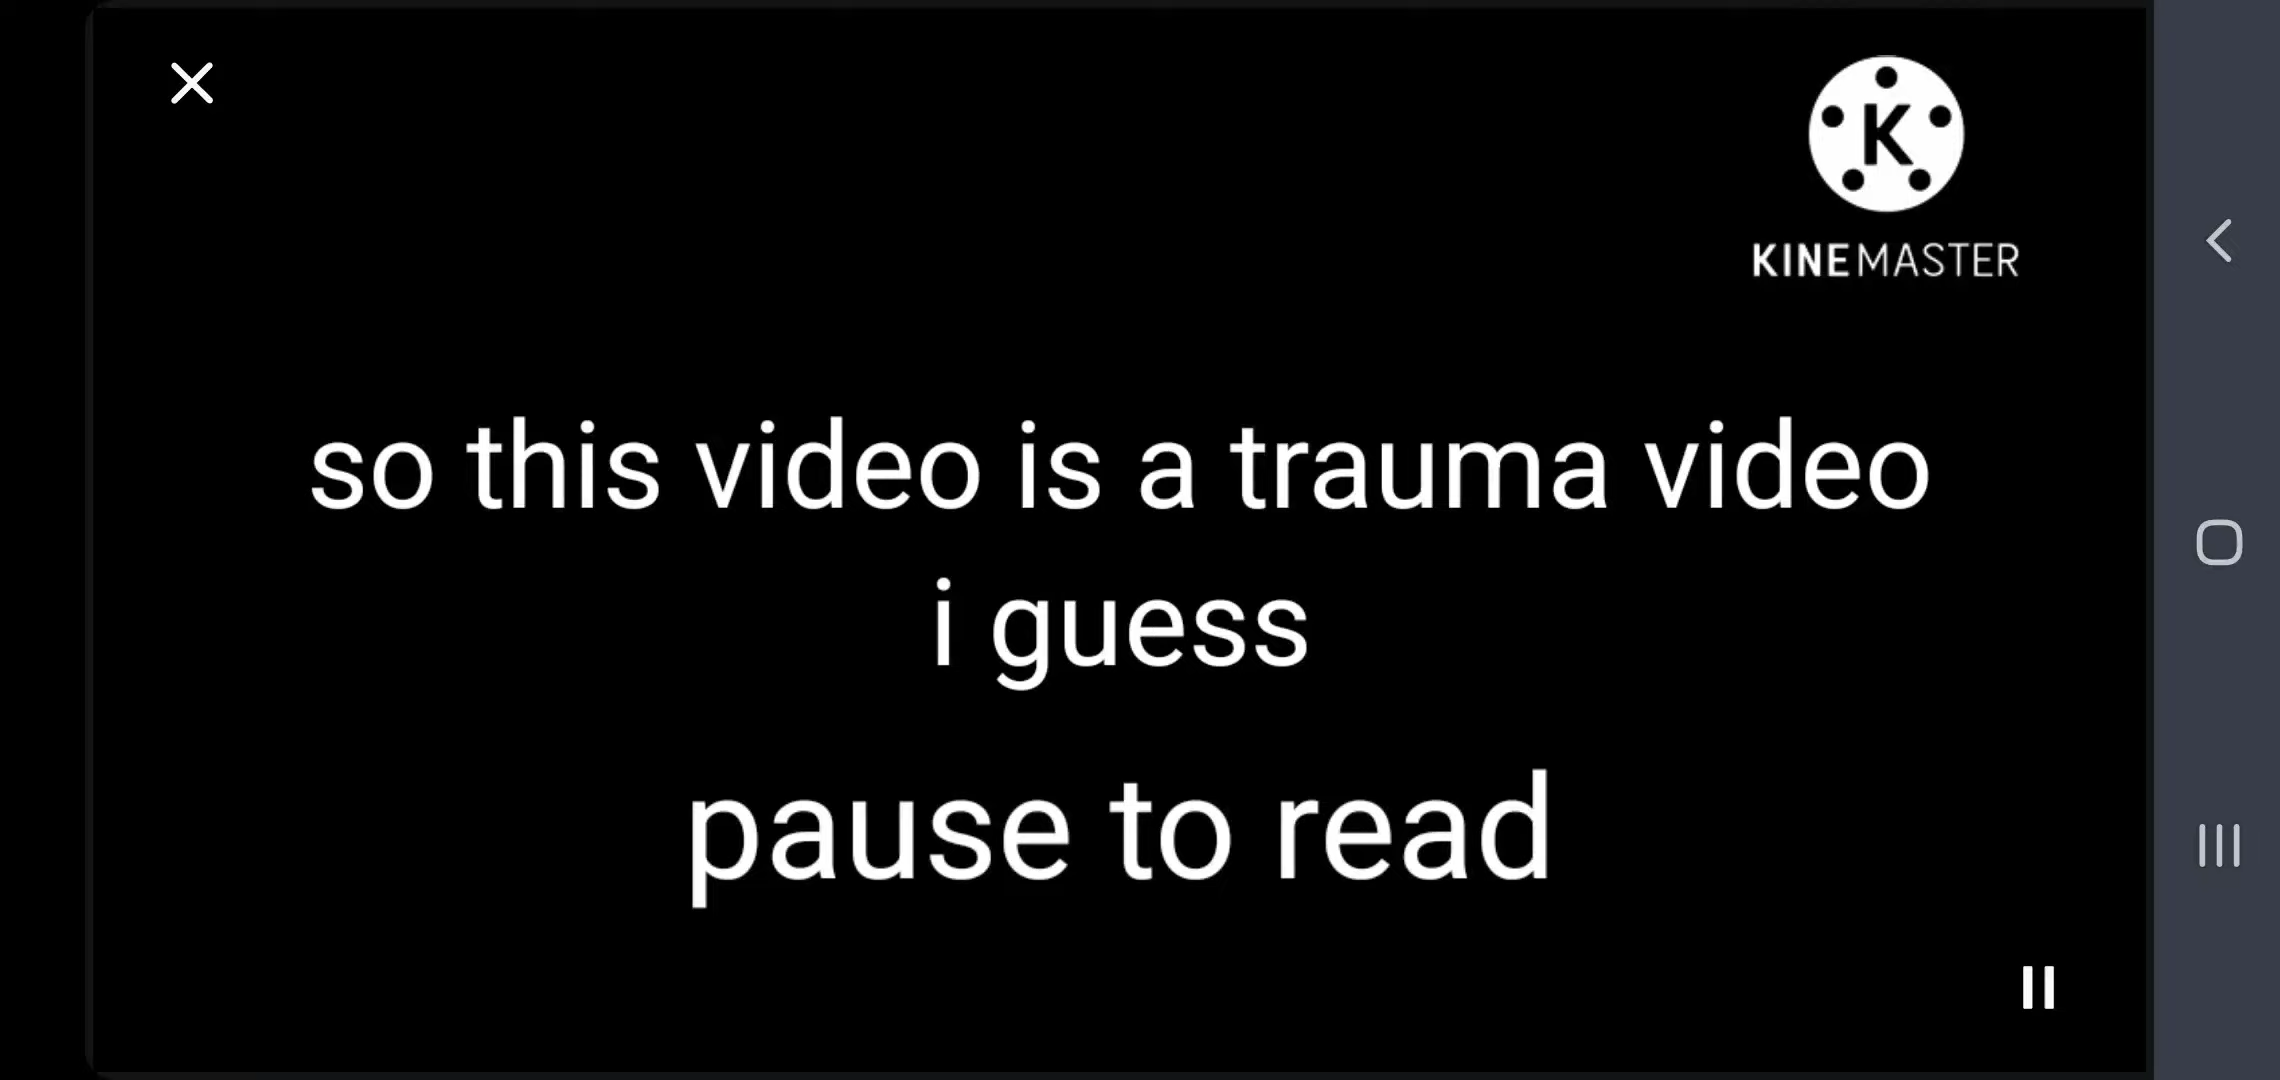 K
KINEMASTER
so this video is a trauma video
i guess
pause to read